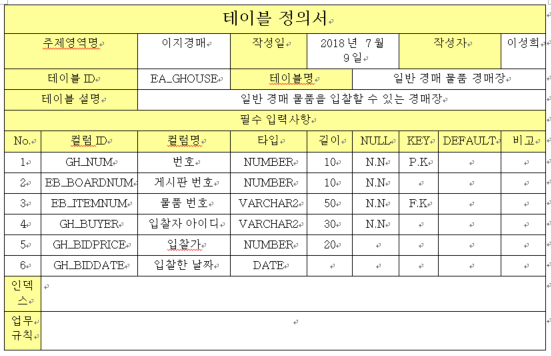 테이블 정의서
주제영역명 이지경매 작성일 2018년 7월 9일 작성자 이성희
테이블 ID EA_GHOUSE 테이블명 일반 경매 물품 경매장
테이블 설명 일반 경매 물품을 입찰할 수 있는 경매장
필수 입력사항
No. 컬럼ID 컬럼명 타입 길이 NULL KEY DEFAULT 비고
1 GH_NUM 번호 NUMBER 10 N.N P.K
2 EB_BOARDNUM 게시판 번호 NUMBER 10 N.N
3 EB_ITEMNUM 물품 번호 VARCHAR2 50 N.N F.K
4 GH_BUYER 입찰자 아이디 VARCHAR2 30 N.N
5 GH_BIDPRICE 입찰가 NUMBER 20
6 GH_BIDDATE 입찰한 날짜 DATE
인덱스
업무 규칙